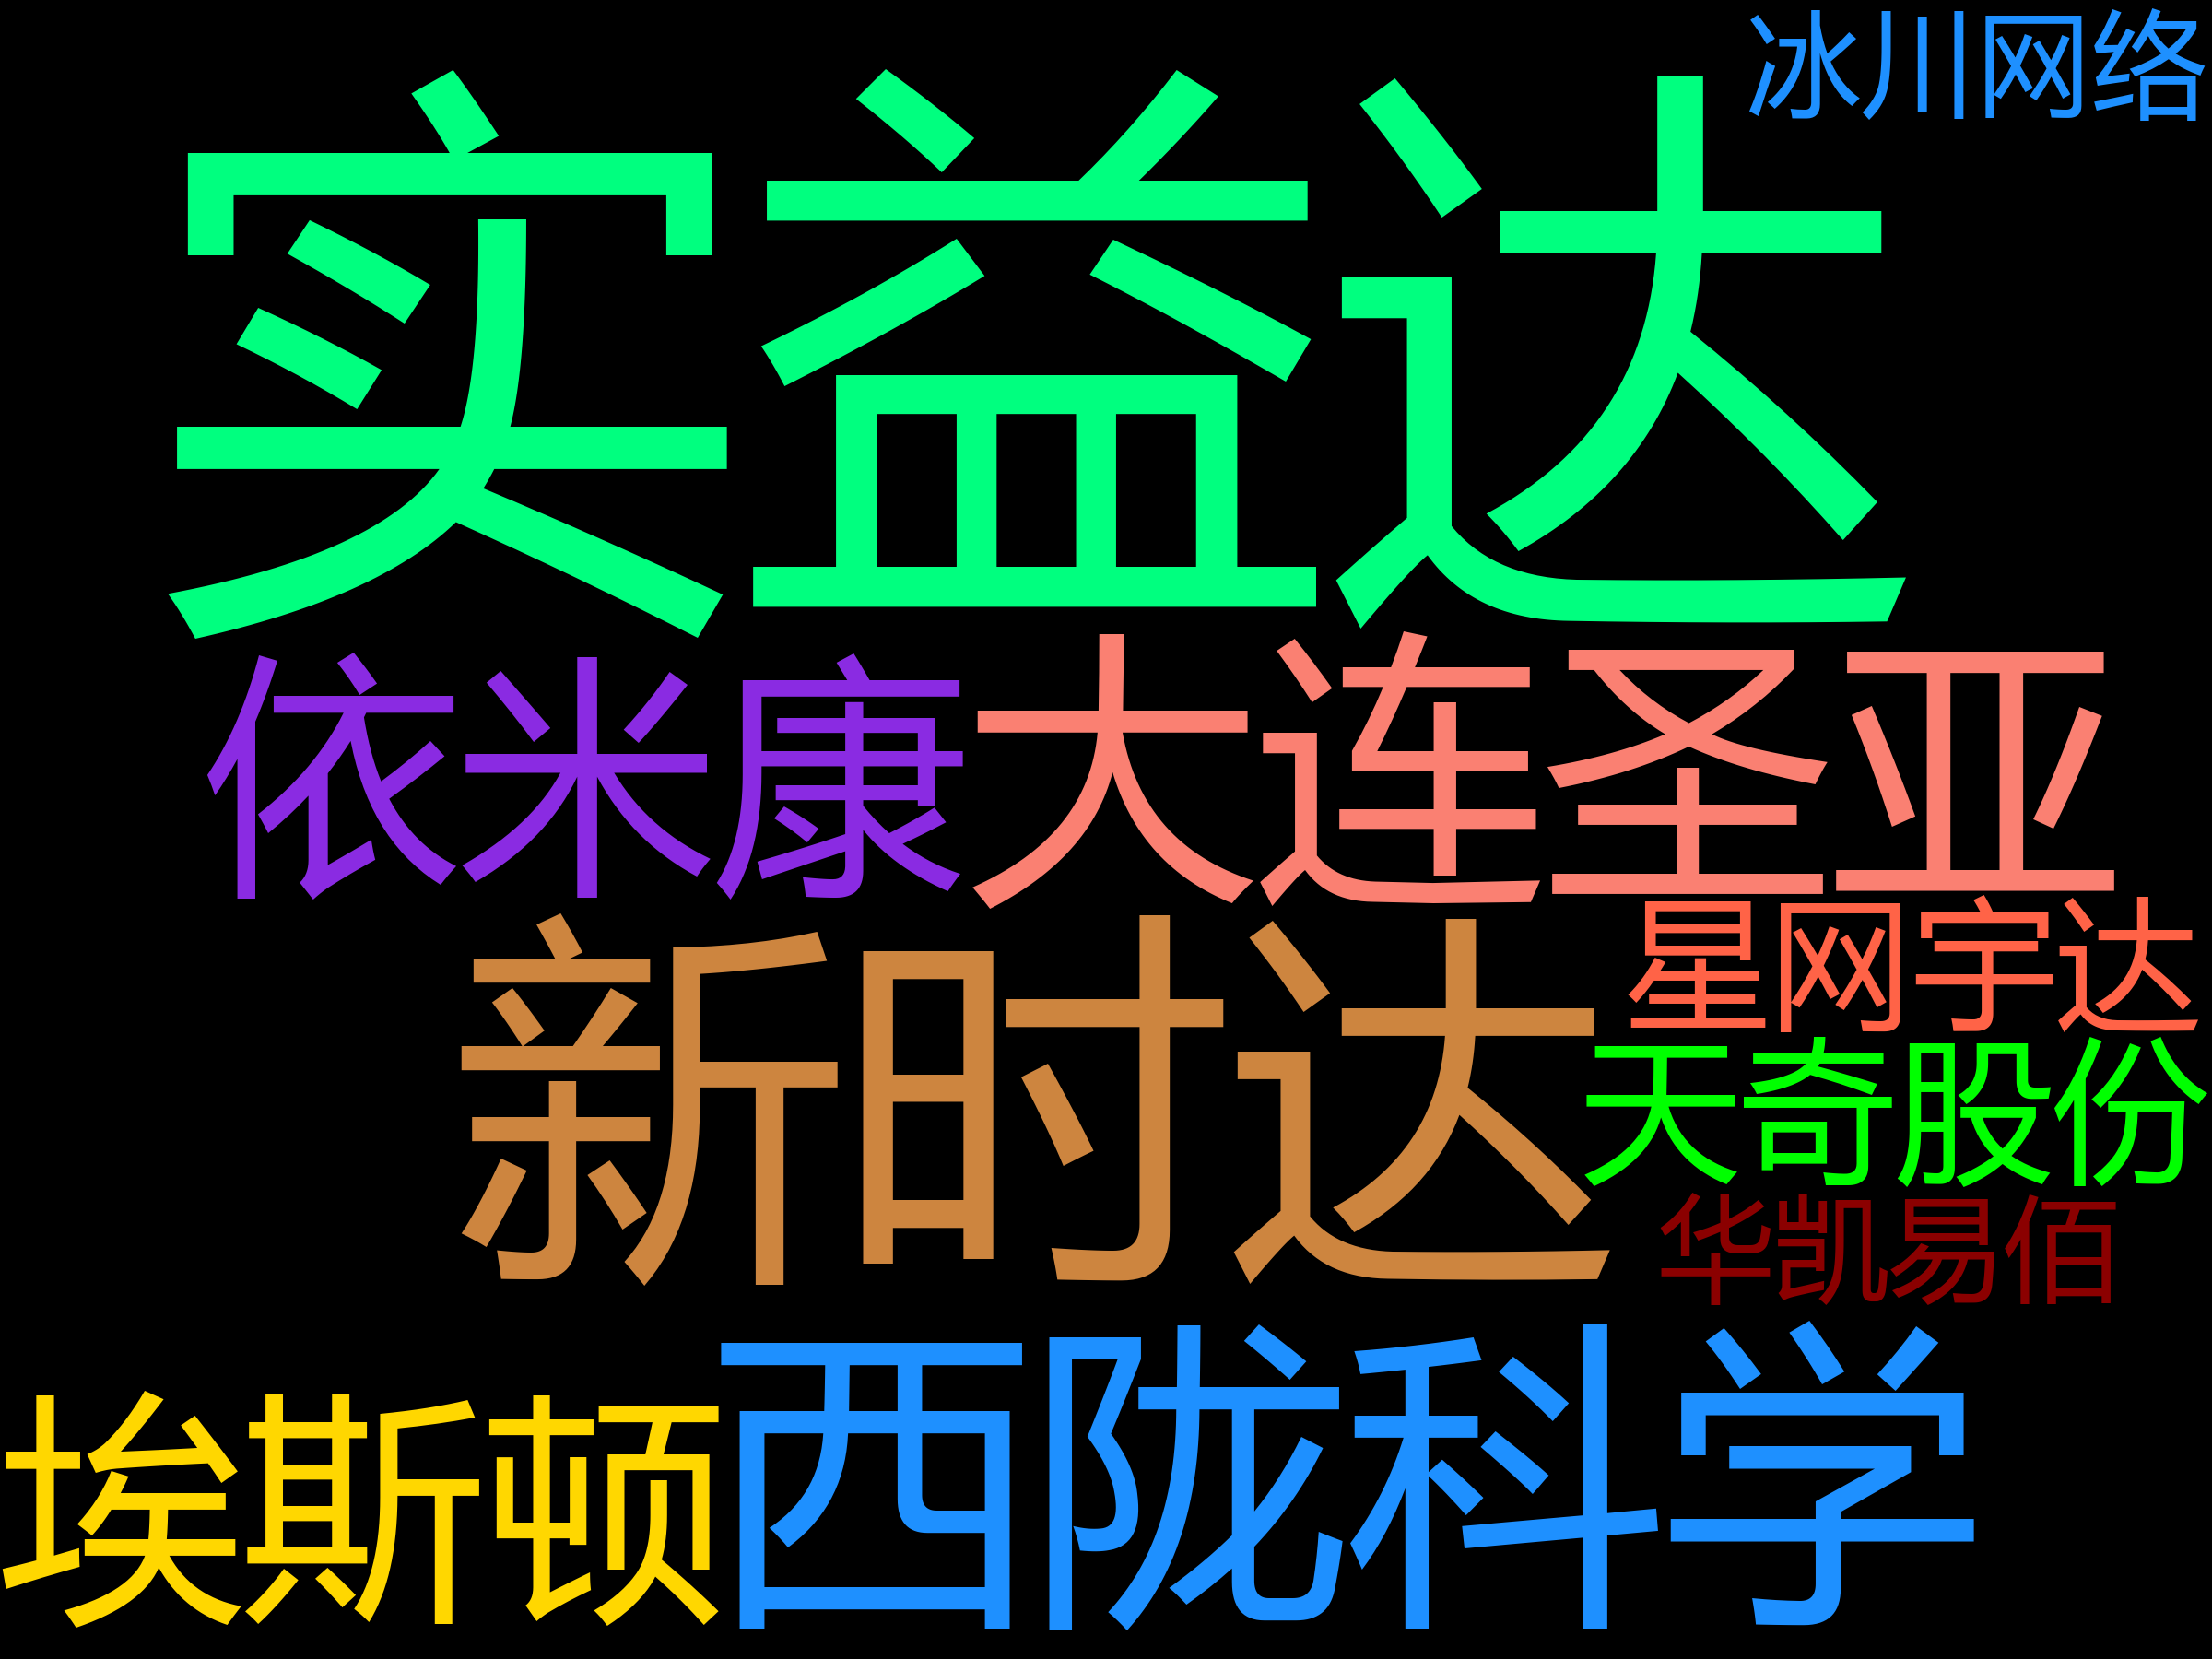 冰川网络
实益达
依米康
大连圣亚
星网宇达
新时达
天奇股份
华凯易佰
埃斯顿
西陇科学